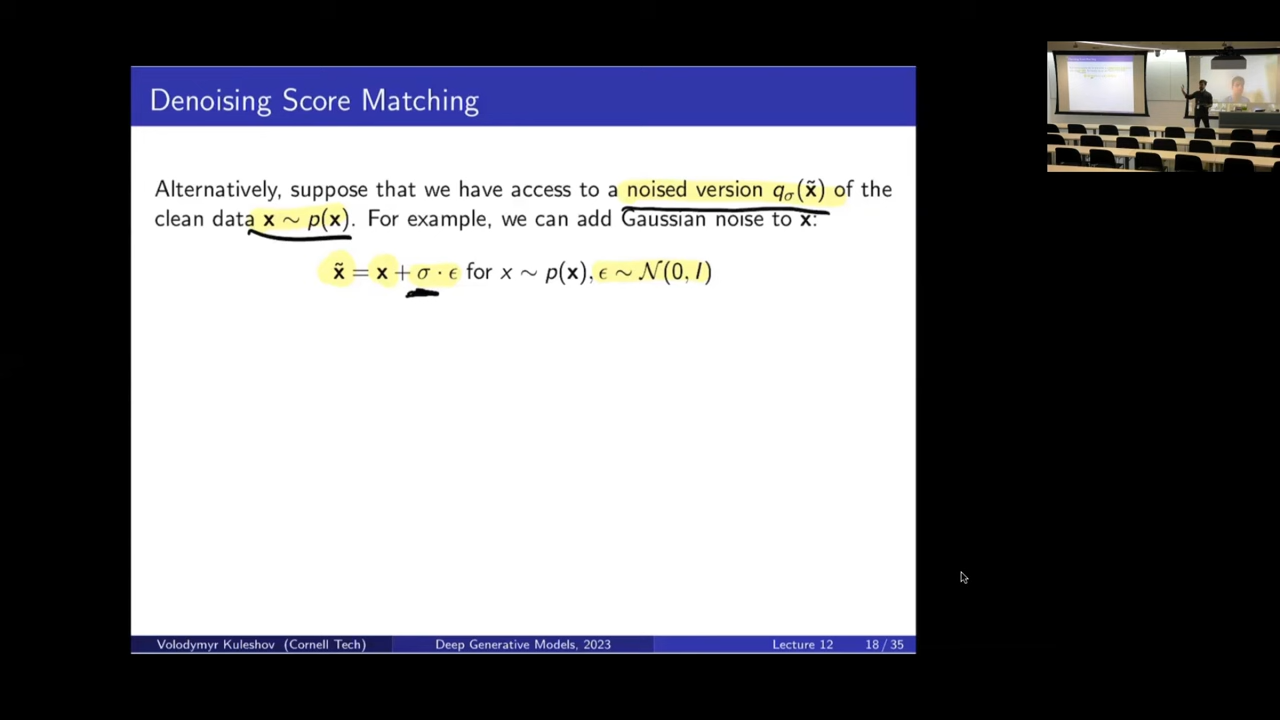 Denoising Score Matching
Alternatively, suppose that we have access to a noised version qσ(x̃) of the
clean data x ∼ p(x). For example, we can add Gaussian noise to x:
x̃ = x + σ · ϵ for x ∼ p(x), ϵ ∼ N(0, I)
Volodymyr Kuleshov (Cornell Tech) Deep Generative Models, 2023 Lecture 12 18 / 35